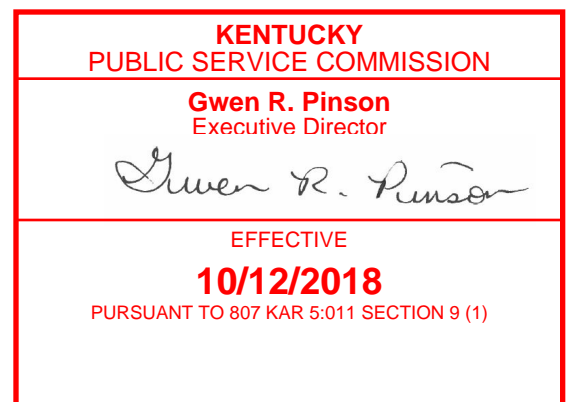 KENTUCKY
PUBLIC SERVICE COMMISSION
Gwen R. Pinson
Executive Director
Gwen R. Pinson
EFFECTIVE
10/12/2018
PURSUANT TO 807 KAR 5:011 SECTION 9 (1)